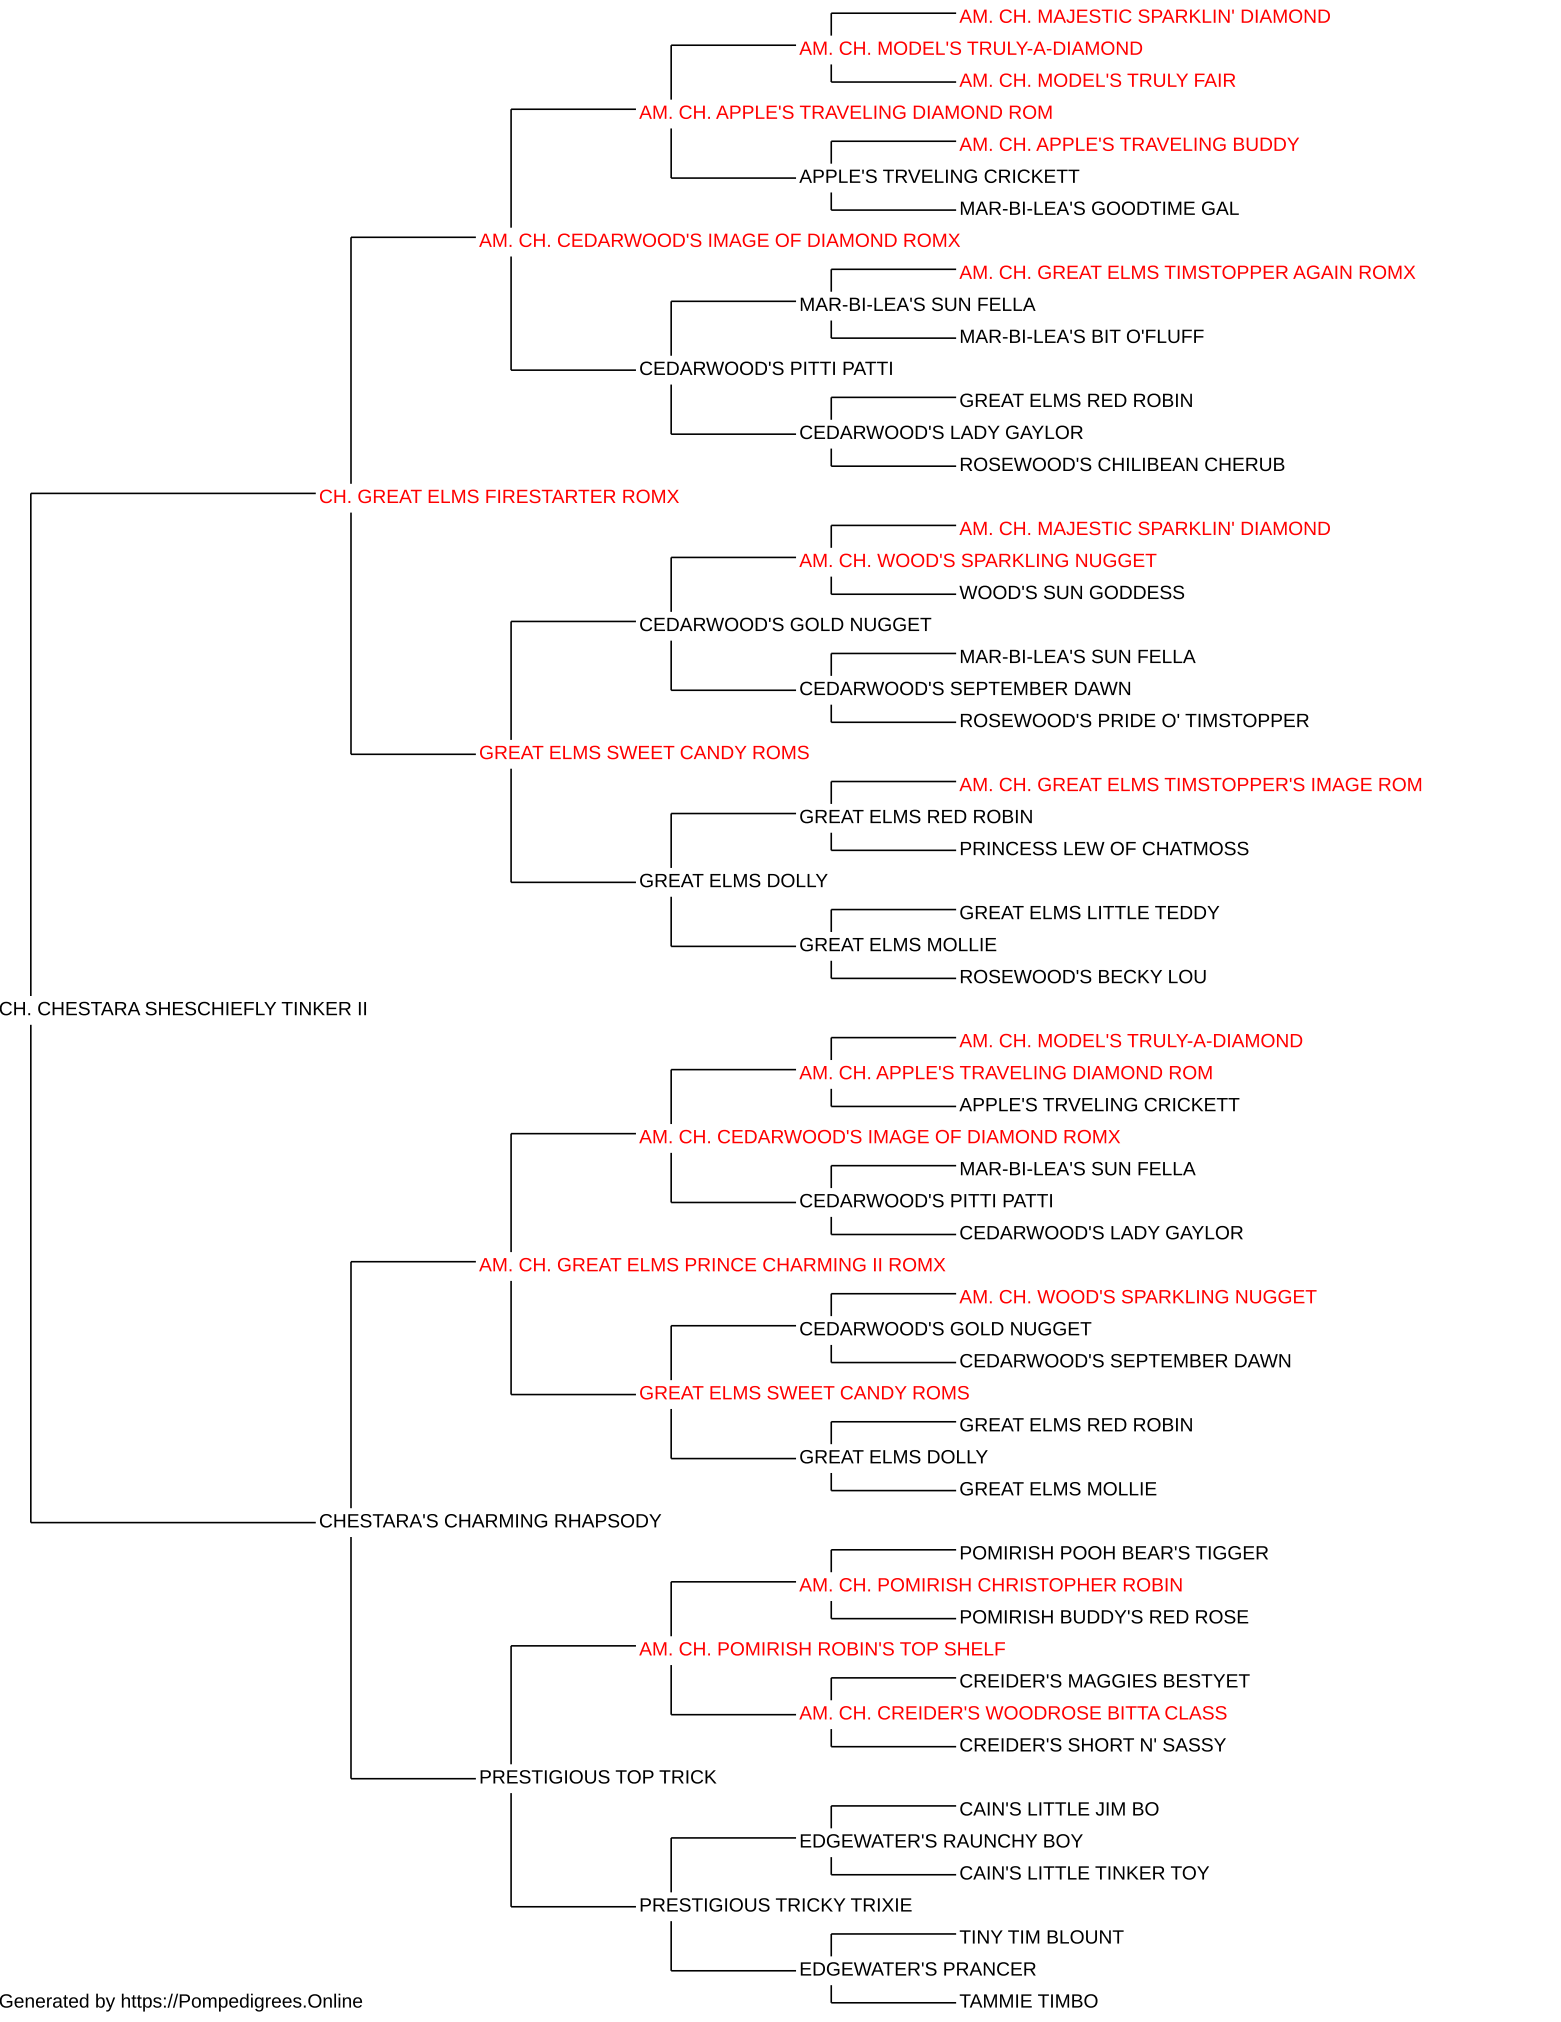 AM. CH. MAJESTIC SPARKLIN' DIAMOND
AM. CH. MODEL'S TRULY-A-DIAMOND
AM. CH. MODEL'S TRULY FAIR
AM. CH. APPLE'S TRAVELING DIAMOND ROM
AM. CH. APPLE'S TRAVELING BUDDY
APPLE'S TRVELING CRICKETT
MAR-BI-LEA'S GOODTIME GAL
AM. CH. CEDARWOOD'S IMAGE OF DIAMOND ROMX
AM. CH. GREAT ELMS TIMSTOPPER AGAIN ROMX
MAR-BI-LEA'S SUN FELLA
MAR-BI-LEA'S BIT O'FLUFF
CEDARWOOD'S PITTI PATTI
GREAT ELMS RED ROBIN
CEDARWOOD'S LADY GAYLOR
ROSEWOOD'S CHILIBEAN CHERUB
CH. GREAT ELMS FIRESTARTER ROMX
AM. CH. MAJESTIC SPARKLIN' DIAMOND
AM. CH. WOOD'S SPARKLING NUGGET
WOOD'S SUN GODDESS
CEDARWOOD'S GOLD NUGGET
MAR-BI-LEA'S SUN FELLA
CEDARWOOD'S SEPTEMBER DAWN
ROSEWOOD'S PRIDE O' TIMSTOPPER
GREAT ELMS SWEET CANDY ROMS
AM. CH. GREAT ELMS TIMSTOPPER'S IMAGE ROM
GREAT ELMS RED ROBIN
PRINCESS LEW OF CHATMOSS
GREAT ELMS DOLLY
GREAT ELMS LITTLE TEDDY
GREAT ELMS MOLLIE
ROSEWOOD'S BECKY LOU
CH. CHESTARA SHESCHIEFLY TINKER II
AM. CH. MODEL'S TRULY-A-DIAMOND
AM. CH. APPLE'S TRAVELING DIAMOND ROM
APPLE'S TRVELING CRICKETT
AM. CH. CEDARWOOD'S IMAGE OF DIAMOND ROMX
MAR-BI-LEA'S SUN FELLA
CEDARWOOD'S PITTI PATTI
CEDARWOOD'S LADY GAYLOR
AM. CH. GREAT ELMS PRINCE CHARMING II ROMX
AM. CH. WOOD'S SPARKLING NUGGET
CEDARWOOD'S GOLD NUGGET
CEDARWOOD'S SEPTEMBER DAWN
GREAT ELMS SWEET CANDY ROMS
GREAT ELMS RED ROBIN
GREAT ELMS DOLLY
GREAT ELMS MOLLIE
CHESTARA'S CHARMING RHAPSODY
POMIRISH POOH BEAR'S TIGGER
AM. CH. POMIRISH CHRISTOPHER ROBIN
POMIRISH BUDDY'S RED ROSE
AM. CH. POMIRISH ROBIN'S TOP SHELF
CREIDER'S MAGGIES BESTYET
AM. CH. CREIDER'S WOODROSE BITTA CLASS
CREIDER'S SHORT N' SASSY
PRESTIGIOUS TOP TRICK
CAIN'S LITTLE JIM BO
EDGEWATER'S RAUNCHY BOY
CAIN'S LITTLE TINKER TOY
PRESTIGIOUS TRICKY TRIXIE
TINY TIM BLOUNT
EDGEWATER'S PRANCER
TAMMIE TIMBO
Generated by https://Pompedigrees.Online